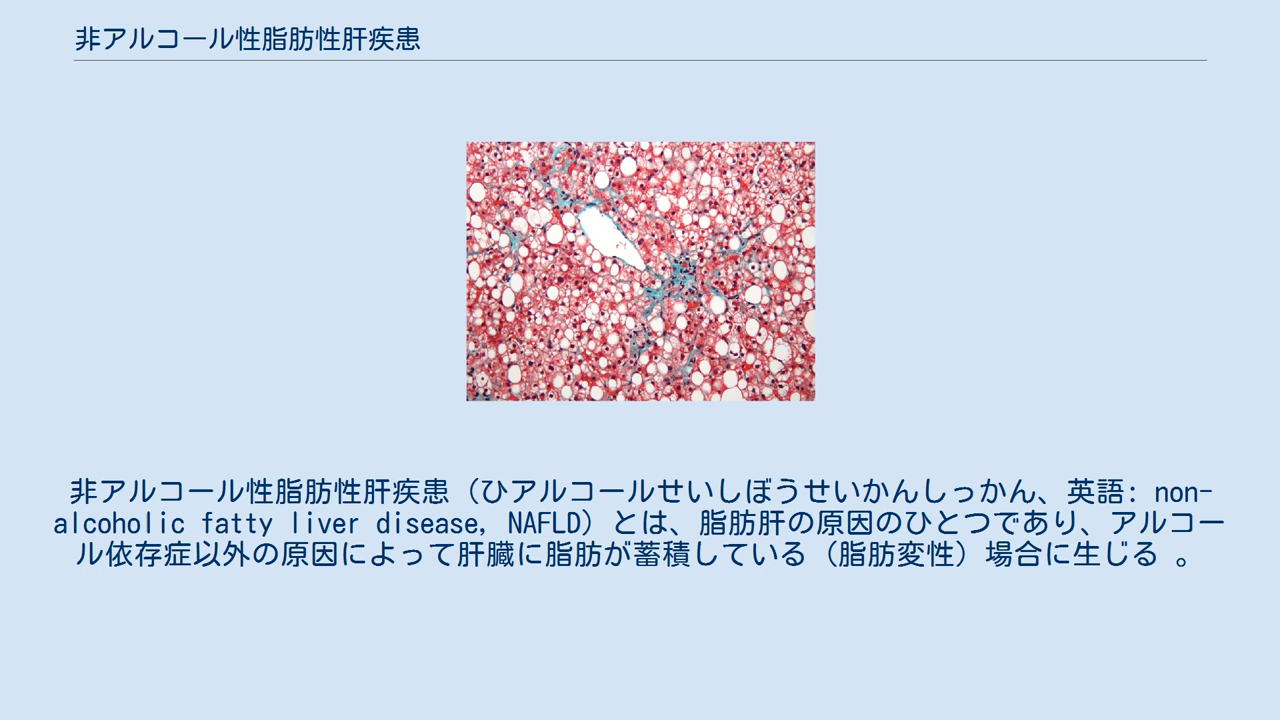 非アルコール性脂肪性肝疾患
非アルコール性脂肪性肝疾患（ひアルコールせいしぼうせいかんしっかん、英語: non-
alcoholic fatty liver disease, NAFLD）とは、脂肪肝の原因のひとつであり、アルコー
ル依存症以外の原因によって肝臓に脂肪が蓄積している（脂肪変性）場合に生じる 。